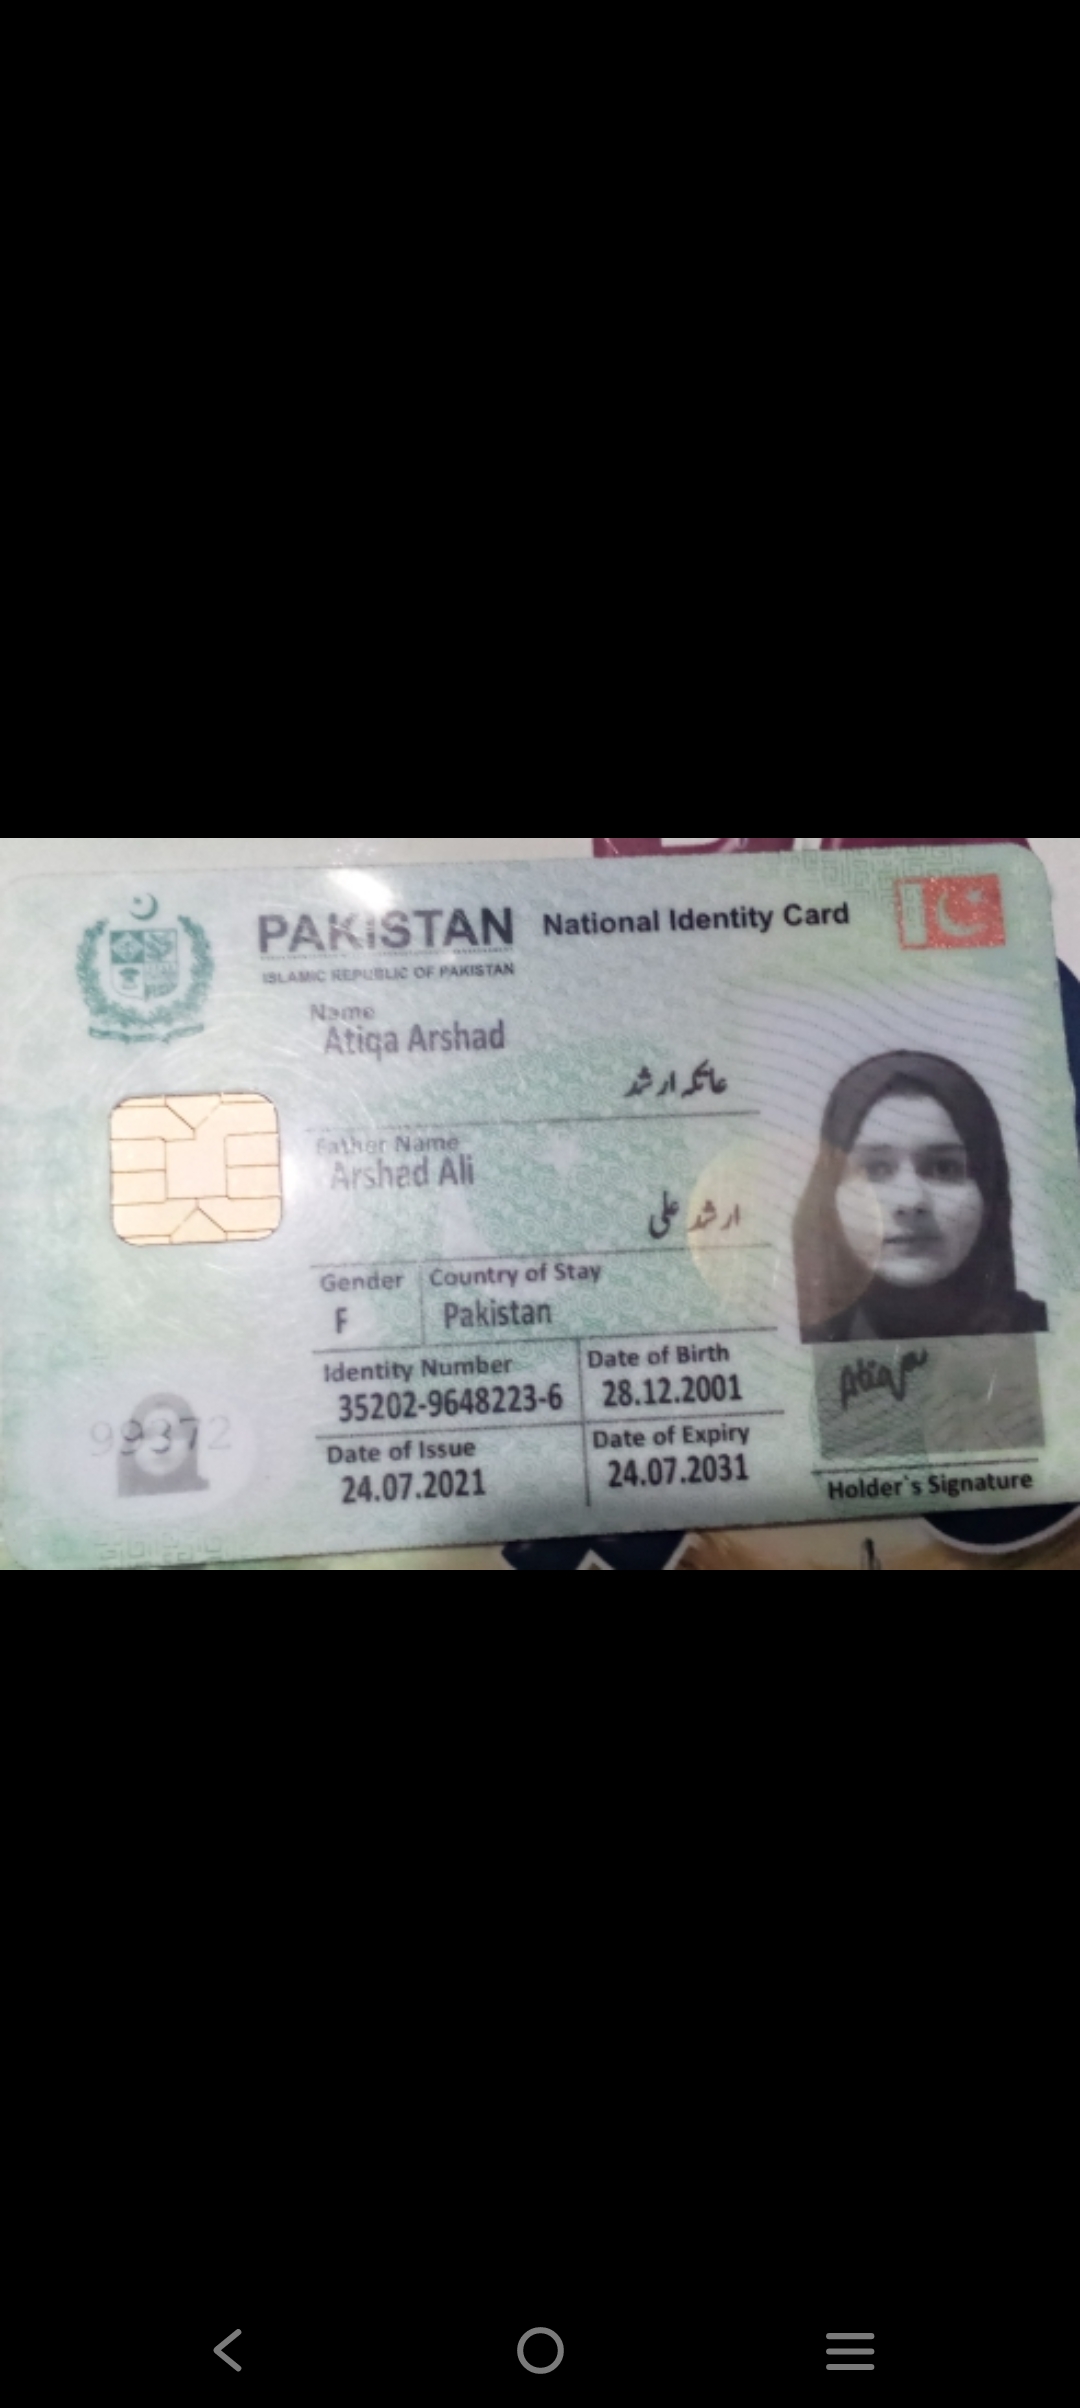 PAKISTAN National Identity Card
ISLAMIC REPUBLIC OF PAKISTAN
Name
Atiqa Arshad
عاتکہ ارشد
Father Name
Arshad Ali
ارشد علی
Gender Country of Stay
F Pakistan
Identity Number Date of Birth
35202-9648223-6 28.12.2001
Date of Issue Date of Expiry
24.07.2021 24.07.2031
99372
Atiqa
Holder's Signature